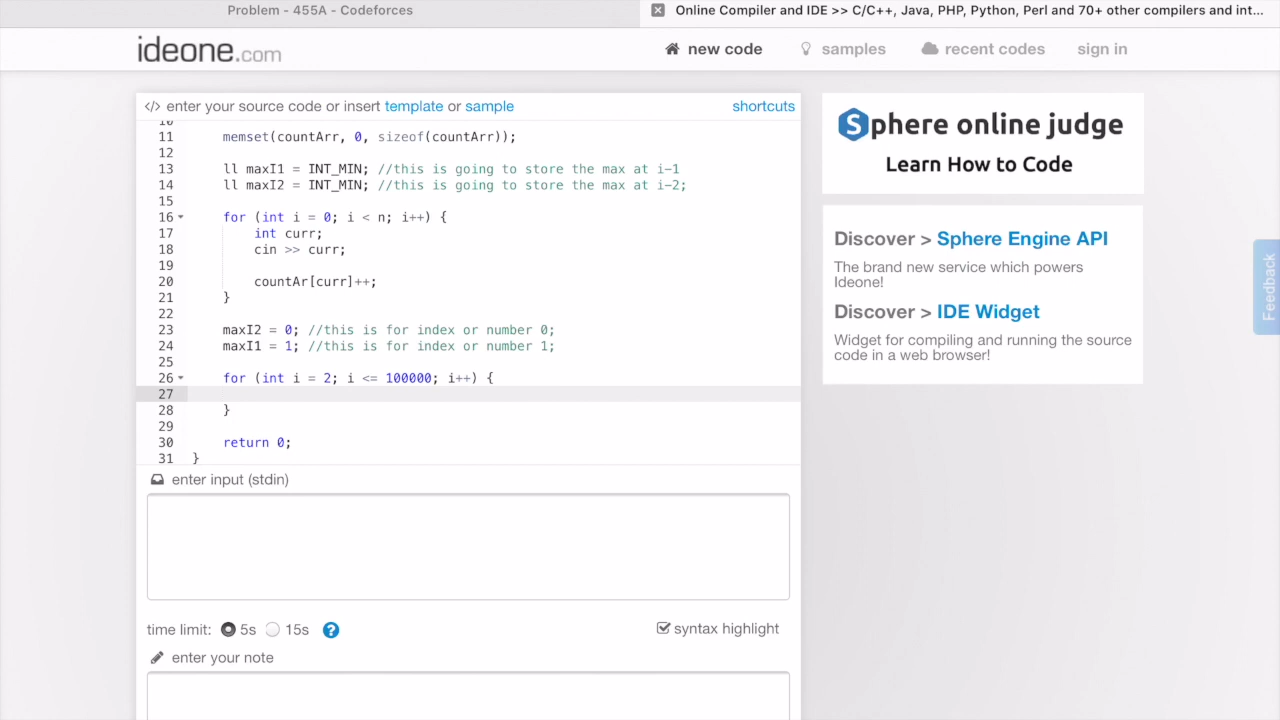 Problem - 455A - Codeforces
Online Compiler and IDE >> C/C++, Java, PHP, Python, Perl and 70+ other compilers and int...
ideone.com
new code
samples
recent codes
sign in
</> enter your source code or insert template or sample
shortcuts
10
11 memset(countArr, 0, sizeof(countArr));
12
13 ll maxI1 = INT_MIN; //this is going to store the max at i-1
14 ll maxI2 = INT_MIN; //this is going to store the max at i-2;
15
16 for (int i = 0; i < n; i++) {
17 int curr;
18 cin >> curr;
19
20 countAr[curr]++;
21 }
22
23 maxI2 = 0; //this is for index or number 0;
24 maxI1 = 1; //this is for index or number 1;
25
26 for (int i = 2; i <= 100000; i++) {
27
28 }
29
30 return 0;
31 }
enter input (stdin)
time limit: 5s 15s ?
syntax highlight
enter your note
Sphere online judge
Learn How to Code
Discover > Sphere Engine API
The brand new service which powers
Ideone!
Discover > IDE Widget
Widget for compiling and running the source
code in a web browser!
Feedback